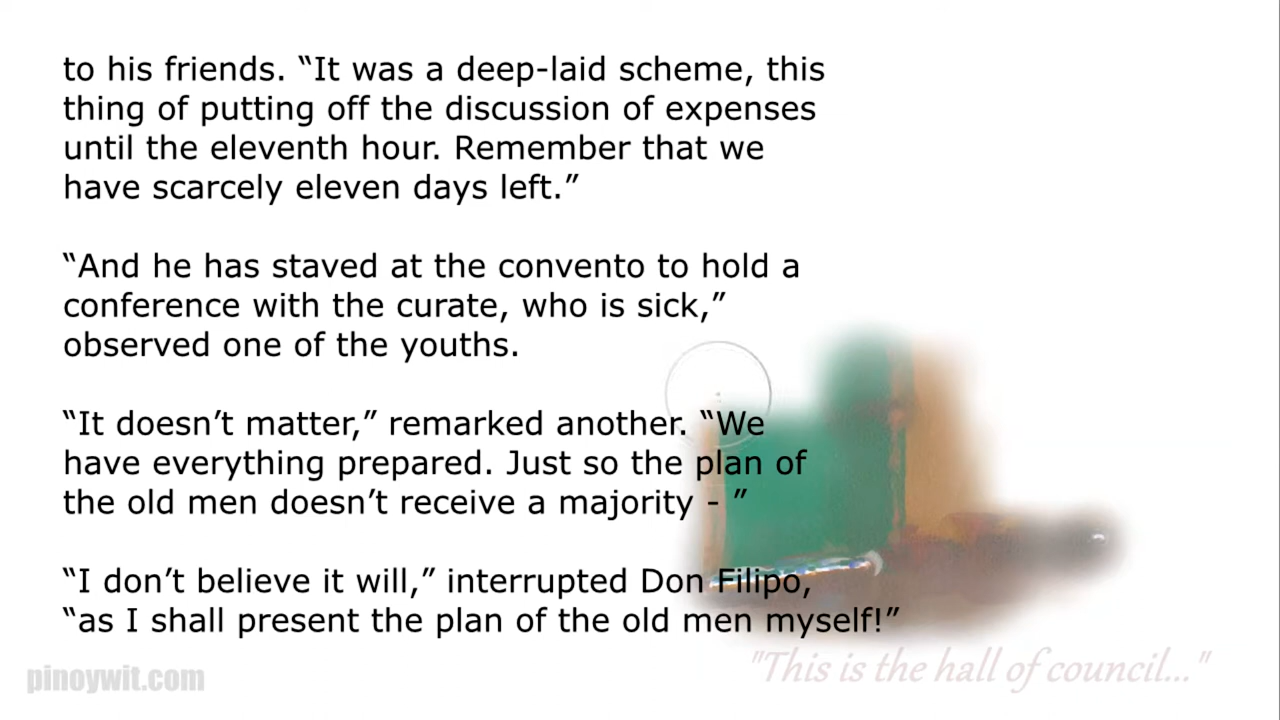 to his friends. “It was a deep-laid scheme, this
thing of putting off the discussion of expenses
until the eleventh hour. Remember that we
have scarcely eleven days left.”
“And he has staved at the convento to hold a
conference with the curate, who is sick,”
observed one of the youths.
“It doesn’t matter,” remarked another. “We
have everything prepared. Just so the plan of
the old men doesn’t receive a majority - ”
“I don’t believe it will,” interrupted Don Filipo,
“as I shall present the plan of the old men myself!”
"This is the hall of council..."
pinoywit.com